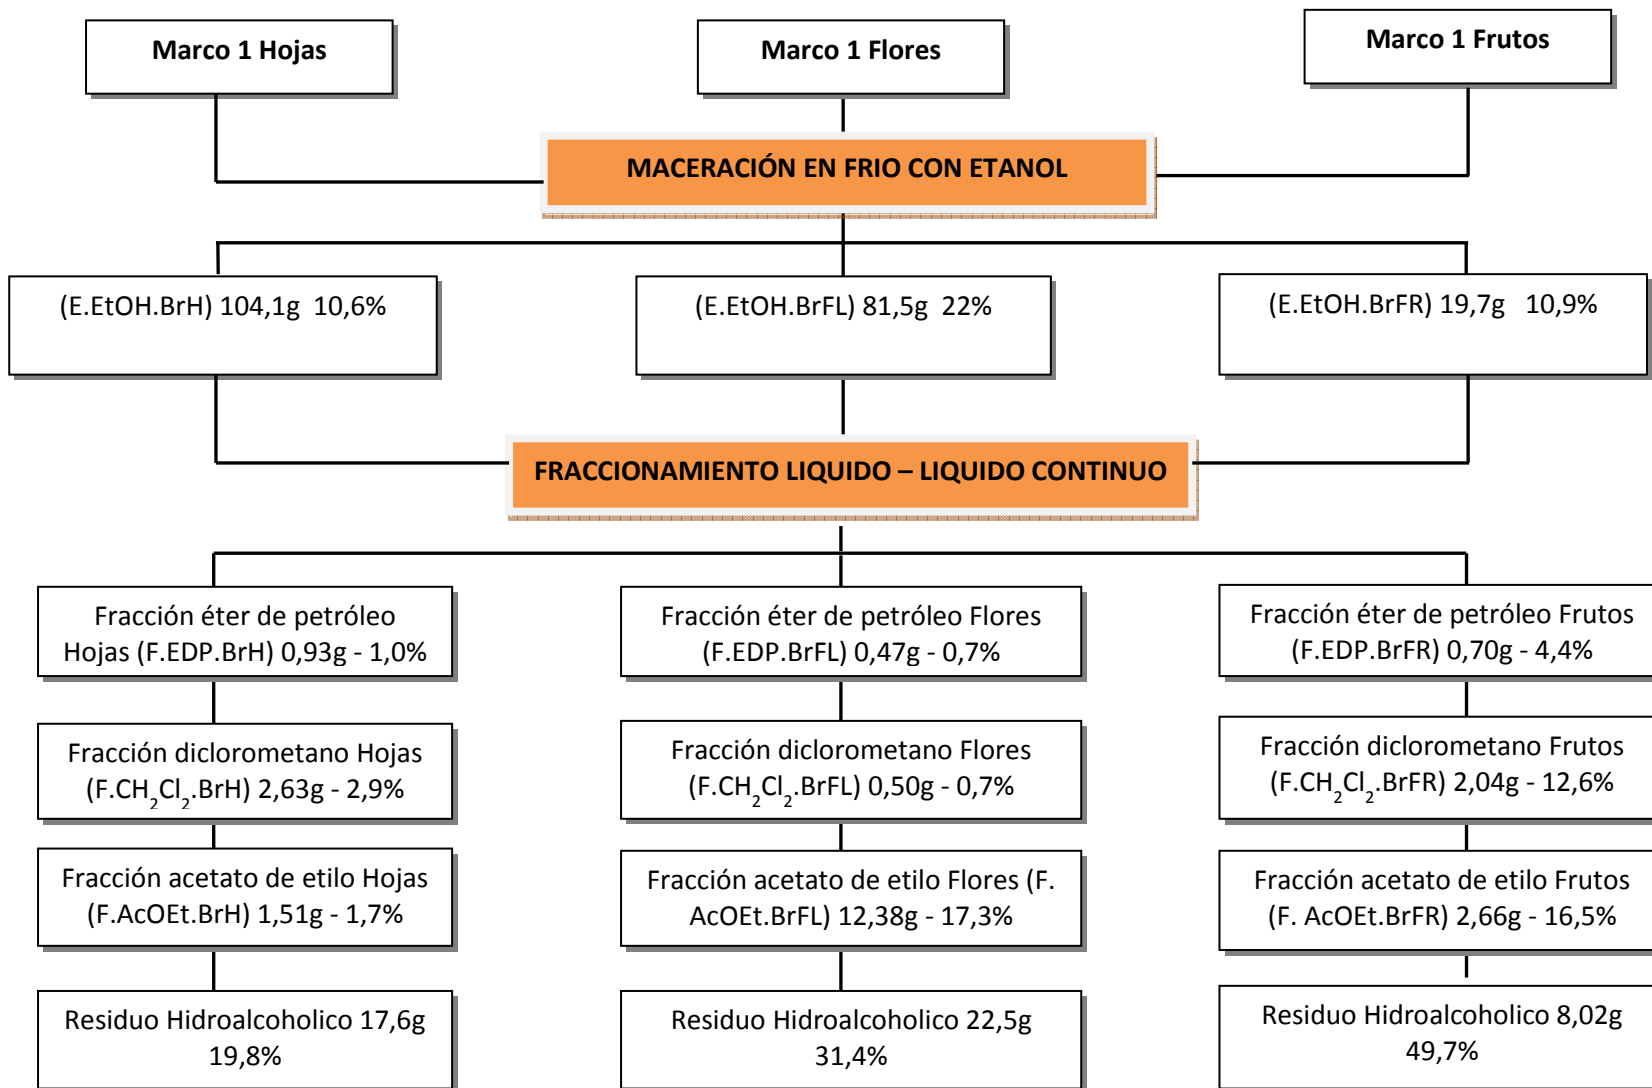 Marco 1 Hojas
Marco 1 Flores
Marco 1 Frutos
MACERACIÓN EN FRIO CON ETANOL
(E.EtOH.BrH) 104,1g 10,6%
(E.EtOH.BrFL) 81,5g 22%
(E.EtOH.BrFR) 19,7g 10,9%
FRACCIONAMIENTO LIQUIDO – LIQUIDO CONTINUO
Fracción éter de petróleo
Hojas (F.EDP.BrH) 0,93g - 1,0%
Fracción éter de petróleo Flores
(F.EDP.BrFL) 0,47g - 0,7%
Fracción éter de petróleo Frutos
(F.EDP.BrFR) 0,70g - 4,4%
Fracción diclorometano Hojas
(F.CH₂Cl₂.BrH) 2,63g - 2,9%
Fracción diclorometano Flores
(F.CH₂Cl₂.BrFL) 0,50g - 0,7%
Fracción diclorometano Frutos
(F.CH₂Cl₂.BrFR) 2,04g - 12,6%
Fracción acetato de etilo Hojas
(F.AcOEt.BrH) 1,51g - 1,7%
Fracción acetato de etilo Flores (F.
AcOEt.BrFL) 12,38g - 17,3%
Fracción acetato de etilo Frutos
(F. AcOEt.BrFR) 2,66g - 16,5%
Residuo Hidroalcoholico 17,6g
19,8%
Residuo Hidroalcoholico 22,5g
31,4%
Residuo Hidroalcoholico 8,02g
49,7%